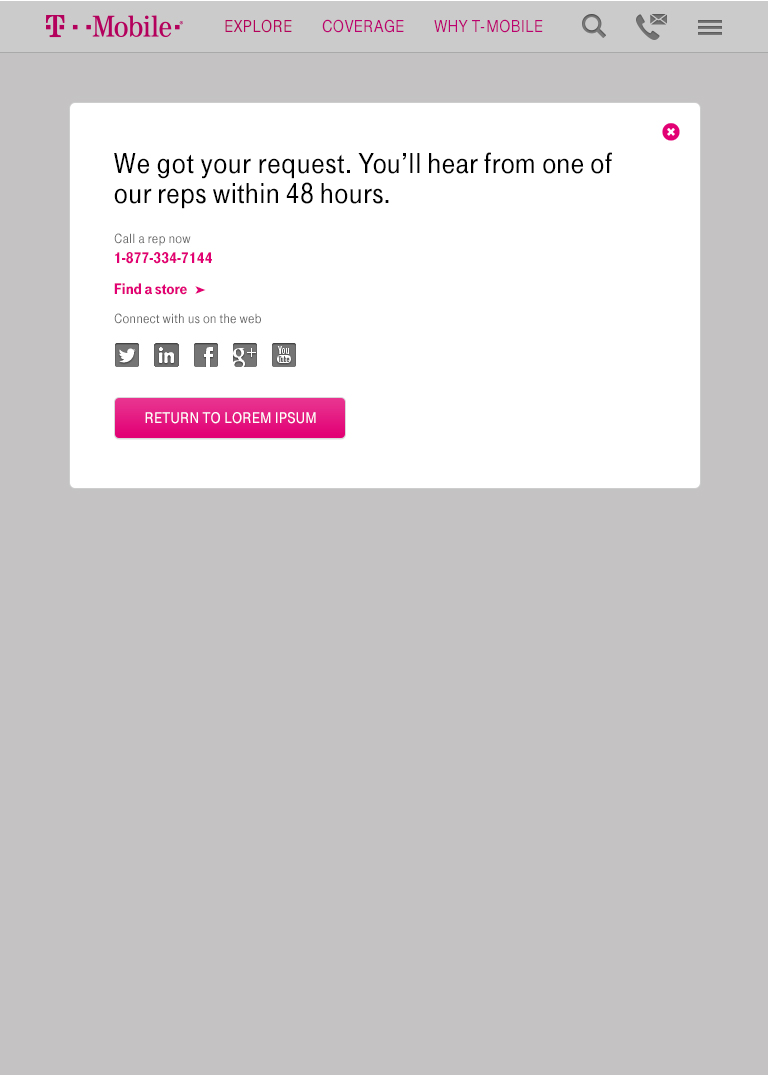 T··Mobile·®
EXPLORE
COVERAGE
WHY T-MOBILE
We got your request. You’ll hear from one of
our reps within 48 hours.
Call a rep now
1-877-334-7144
Find a store ➤
Connect with us on the web
in
f
g+
You
Tube
RETURN TO LOREM IPSUM